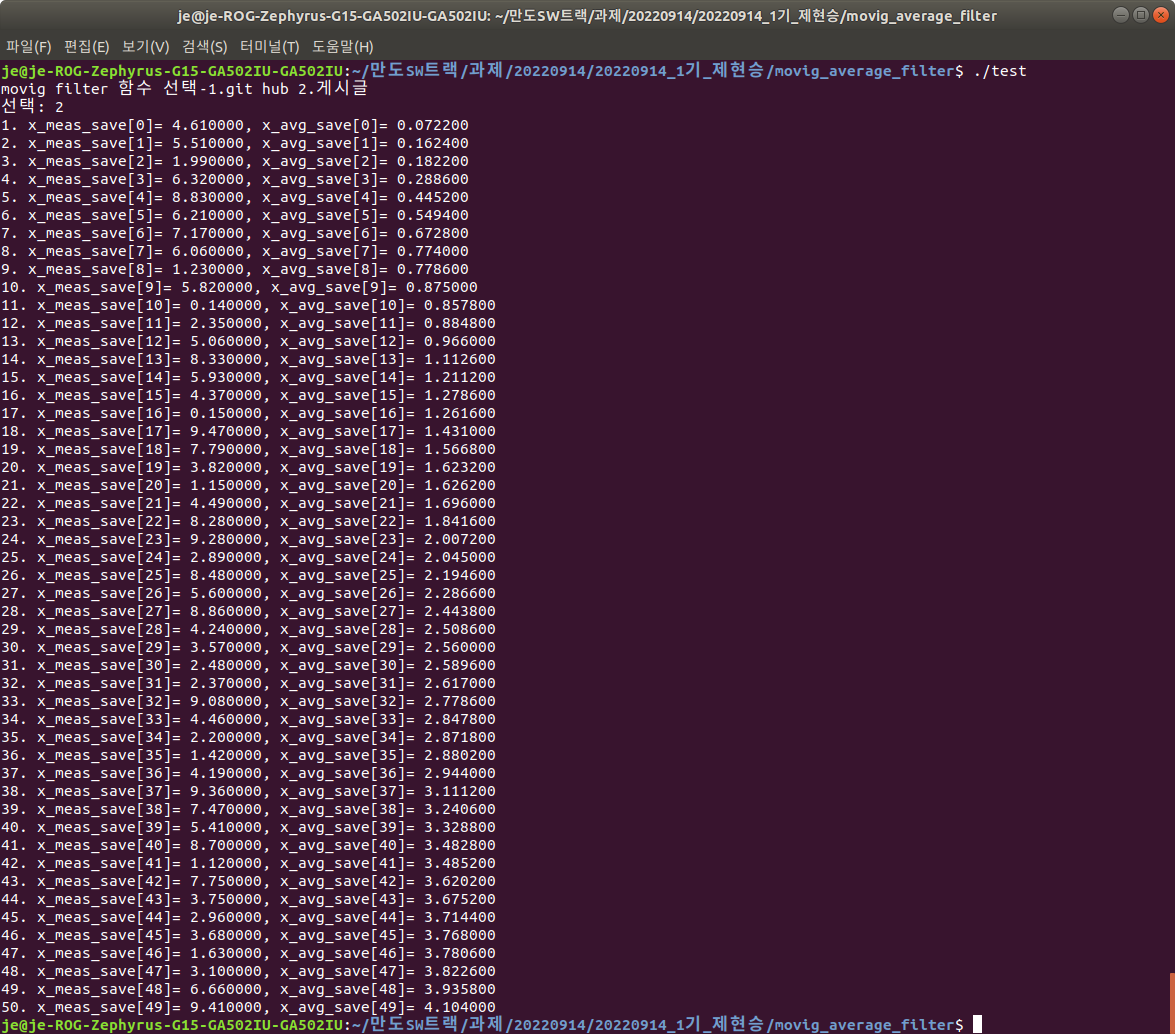 je@je-ROG-Zephyrus-G15-GA502IU-GA502IU: ~/만도SW트랙/과제/20220914/20220914_1기_제현승/movig_average_filter
파일(F) 편집(E) 보기(V) 검색(S) 터미널(T) 도움말(H)
je@je-ROG-Zephyrus-G15-GA502IU-GA502IU:~/만도SW트랙/과제/20220914/20220914_1기_제현승/movig_average_filter$ ./test
movig filter 함수 선택-1.git hub 2.게시글
선택: 2
1. x_meas_save[0]= 4.610000, x_avg_save[0]= 0.072200
2. x_meas_save[1]= 5.510000, x_avg_save[1]= 0.162400
3. x_meas_save[2]= 1.990000, x_avg_save[2]= 0.182200
4. x_meas_save[3]= 6.320000, x_avg_save[3]= 0.288600
5. x_meas_save[4]= 8.830000, x_avg_save[4]= 0.445200
6. x_meas_save[5]= 6.210000, x_avg_save[5]= 0.549400
7. x_meas_save[6]= 7.170000, x_avg_save[6]= 0.672800
8. x_meas_save[7]= 6.060000, x_avg_save[7]= 0.774000
9. x_meas_save[8]= 1.230000, x_avg_save[8]= 0.778600
10. x_meas_save[9]= 5.820000, x_avg_save[9]= 0.875000
11. x_meas_save[10]= 0.140000, x_avg_save[10]= 0.857800
12. x_meas_save[11]= 2.350000, x_avg_save[11]= 0.884800
13. x_meas_save[12]= 5.060000, x_avg_save[12]= 0.966000
14. x_meas_save[13]= 8.330000, x_avg_save[13]= 1.112600
15. x_meas_save[14]= 5.930000, x_avg_save[14]= 1.211200
16. x_meas_save[15]= 4.370000, x_avg_save[15]= 1.278600
17. x_meas_save[16]= 0.150000, x_avg_save[16]= 1.261600
18. x_meas_save[17]= 9.470000, x_avg_save[17]= 1.431000
19. x_meas_save[18]= 7.790000, x_avg_save[18]= 1.566800
20. x_meas_save[19]= 3.820000, x_avg_save[19]= 1.623200
21. x_meas_save[20]= 1.150000, x_avg_save[20]= 1.626200
22. x_meas_save[21]= 4.490000, x_avg_save[21]= 1.696000
23. x_meas_save[22]= 8.280000, x_avg_save[22]= 1.841600
24. x_meas_save[23]= 9.280000, x_avg_save[23]= 2.007200
25. x_meas_save[24]= 2.890000, x_avg_save[24]= 2.045000
26. x_meas_save[25]= 8.480000, x_avg_save[25]= 2.194600
27. x_meas_save[26]= 5.600000, x_avg_save[26]= 2.286600
28. x_meas_save[27]= 8.860000, x_avg_save[27]= 2.443800
29. x_meas_save[28]= 4.240000, x_avg_save[28]= 2.508600
30. x_meas_save[29]= 3.570000, x_avg_save[29]= 2.560000
31. x_meas_save[30]= 2.480000, x_avg_save[30]= 2.589600
32. x_meas_save[31]= 2.370000, x_avg_save[31]= 2.617000
33. x_meas_save[32]= 9.080000, x_avg_save[32]= 2.778600
34. x_meas_save[33]= 4.460000, x_avg_save[33]= 2.847800
35. x_meas_save[34]= 2.200000, x_avg_save[34]= 2.871800
36. x_meas_save[35]= 1.420000, x_avg_save[35]= 2.880200
37. x_meas_save[36]= 4.190000, x_avg_save[36]= 2.944000
38. x_meas_save[37]= 9.360000, x_avg_save[37]= 3.111200
39. x_meas_save[38]= 7.470000, x_avg_save[38]= 3.240600
40. x_meas_save[39]= 5.410000, x_avg_save[39]= 3.328800
41. x_meas_save[40]= 8.700000, x_avg_save[40]= 3.482800
42. x_meas_save[41]= 1.120000, x_avg_save[41]= 3.485200
43. x_meas_save[42]= 7.750000, x_avg_save[42]= 3.620200
44. x_meas_save[43]= 3.750000, x_avg_save[43]= 3.675200
45. x_meas_save[44]= 2.960000, x_avg_save[44]= 3.714400
46. x_meas_save[45]= 3.680000, x_avg_save[45]= 3.768000
47. x_meas_save[46]= 1.630000, x_avg_save[46]= 3.780600
48. x_meas_save[47]= 3.100000, x_avg_save[47]= 3.822600
49. x_meas_save[48]= 6.660000, x_avg_save[48]= 3.935800
50. x_meas_save[49]= 9.410000, x_avg_save[49]= 4.104000
je@je-ROG-Zephyrus-G15-GA502IU-GA502IU:~/만도SW트랙/과제/20220914/20220914_1기_제현승/movig_average_filter$